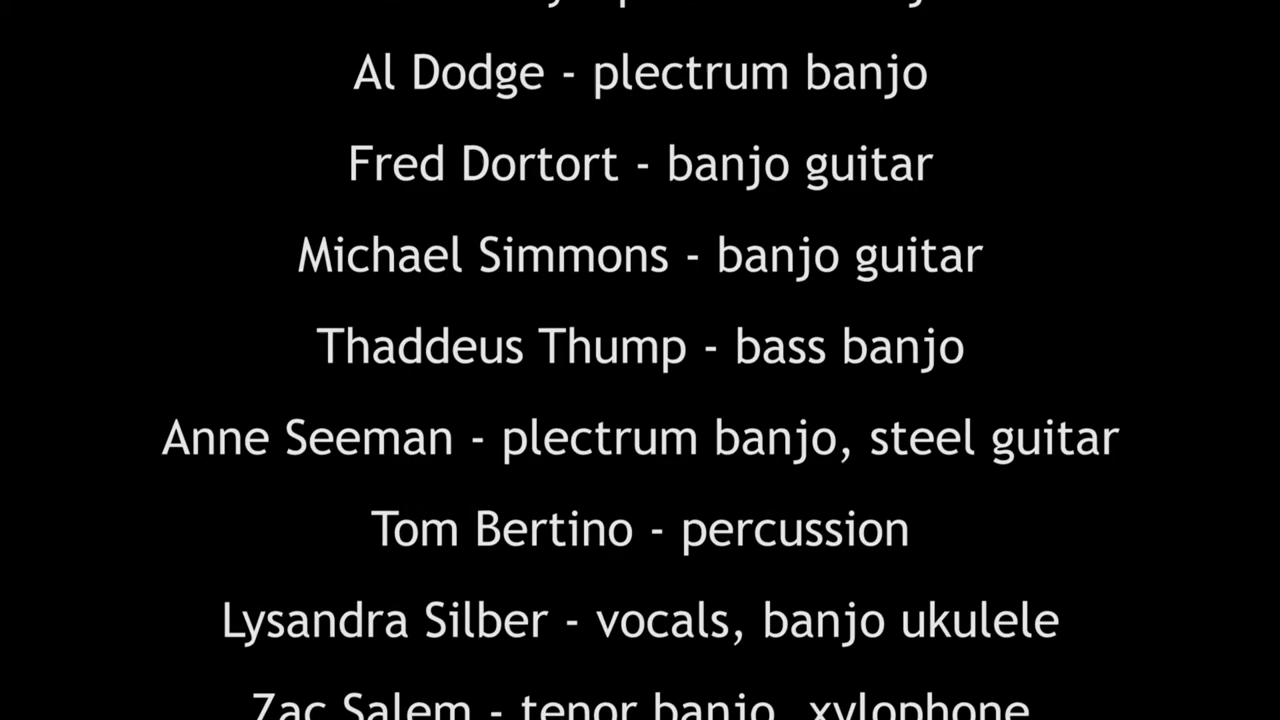 Al Dodge - plectrum banjo
Fred Dortort - banjo guitar
Michael Simmons - banjo guitar
Thaddeus Thump - bass banjo
Anne Seeman - plectrum banjo, steel guitar
Tom Bertino - percussion
Lysandra Silber - vocals, banjo ukulele
Zac Salem - tenor banjo, xylophone